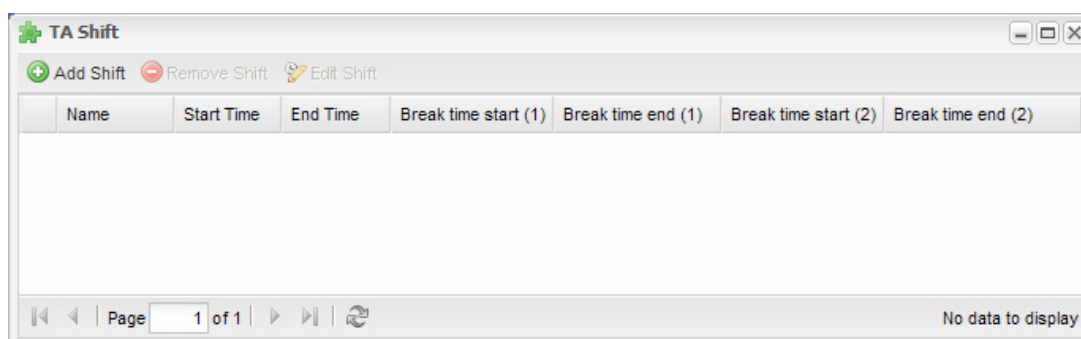 TA Shift
Add Shift Remove Shift Edit Shift
Name Start Time End Time Break time start (1) Break time end (1) Break time start (2) Break time end (2)
Page 1 of 1 No data to display